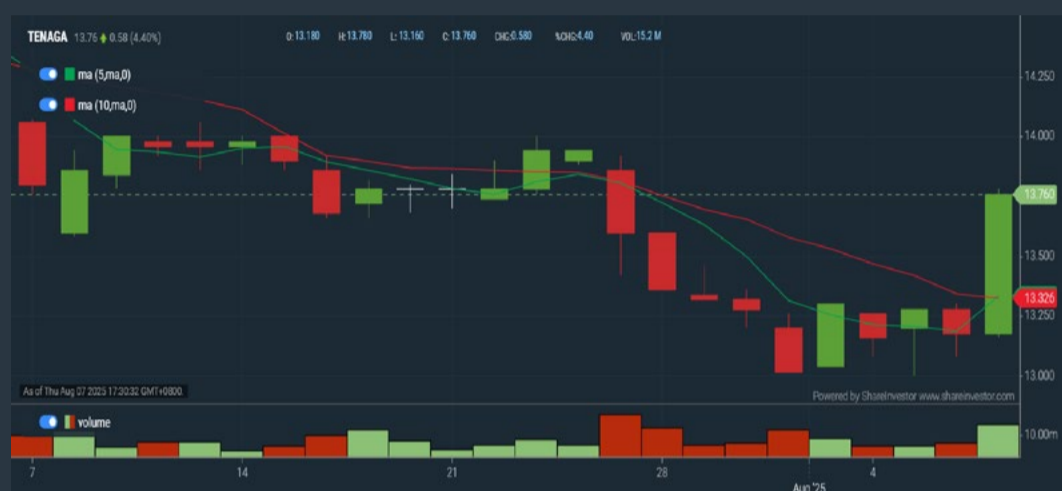 TENAGA 13.76 0.58 (4.40%) O: 13.180 H: 13.780 L: 13.160 C: 13.760 CHG:0.580 %CHG:4.40 VOL:15.2 M
ma (5,ma,0)
ma (10,ma,0)
14.250
14.000
13.760
13.500
13.326
13.250
13.000
As of Thu Aug 07 2025 17:30:32 GMT+0800
Powered by ShareInvestor www.shareinvestor.com
volume
10.00m
7 14 21 28 Aug '25 4